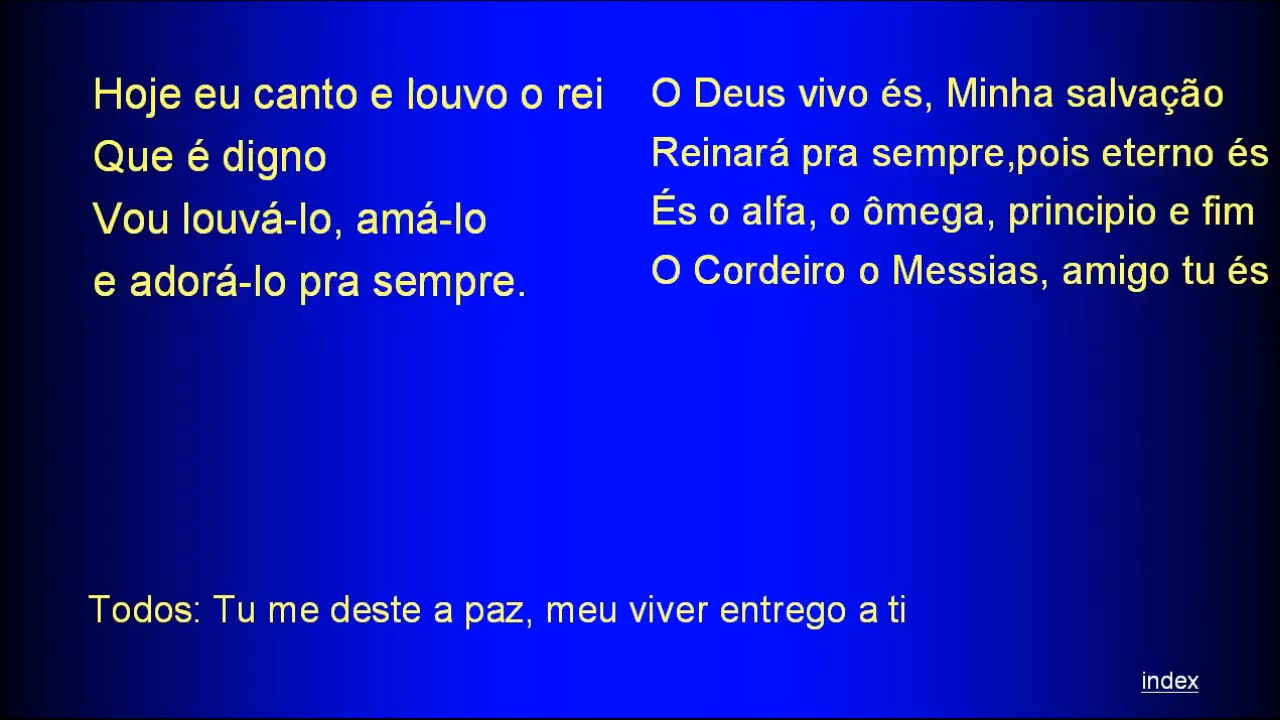 Hoje eu canto e louvo o rei
Que é digno
Vou louvá-lo, amá-lo
e adorá-lo pra sempre.
O Deus vivo és, Minha salvação
Reinará pra sempre,pois eterno és
És o alfa, o ômega, principio e fim
O Cordeiro o Messias, amigo tu és
Todos: Tu me deste a paz, meu viver entrego a ti
index